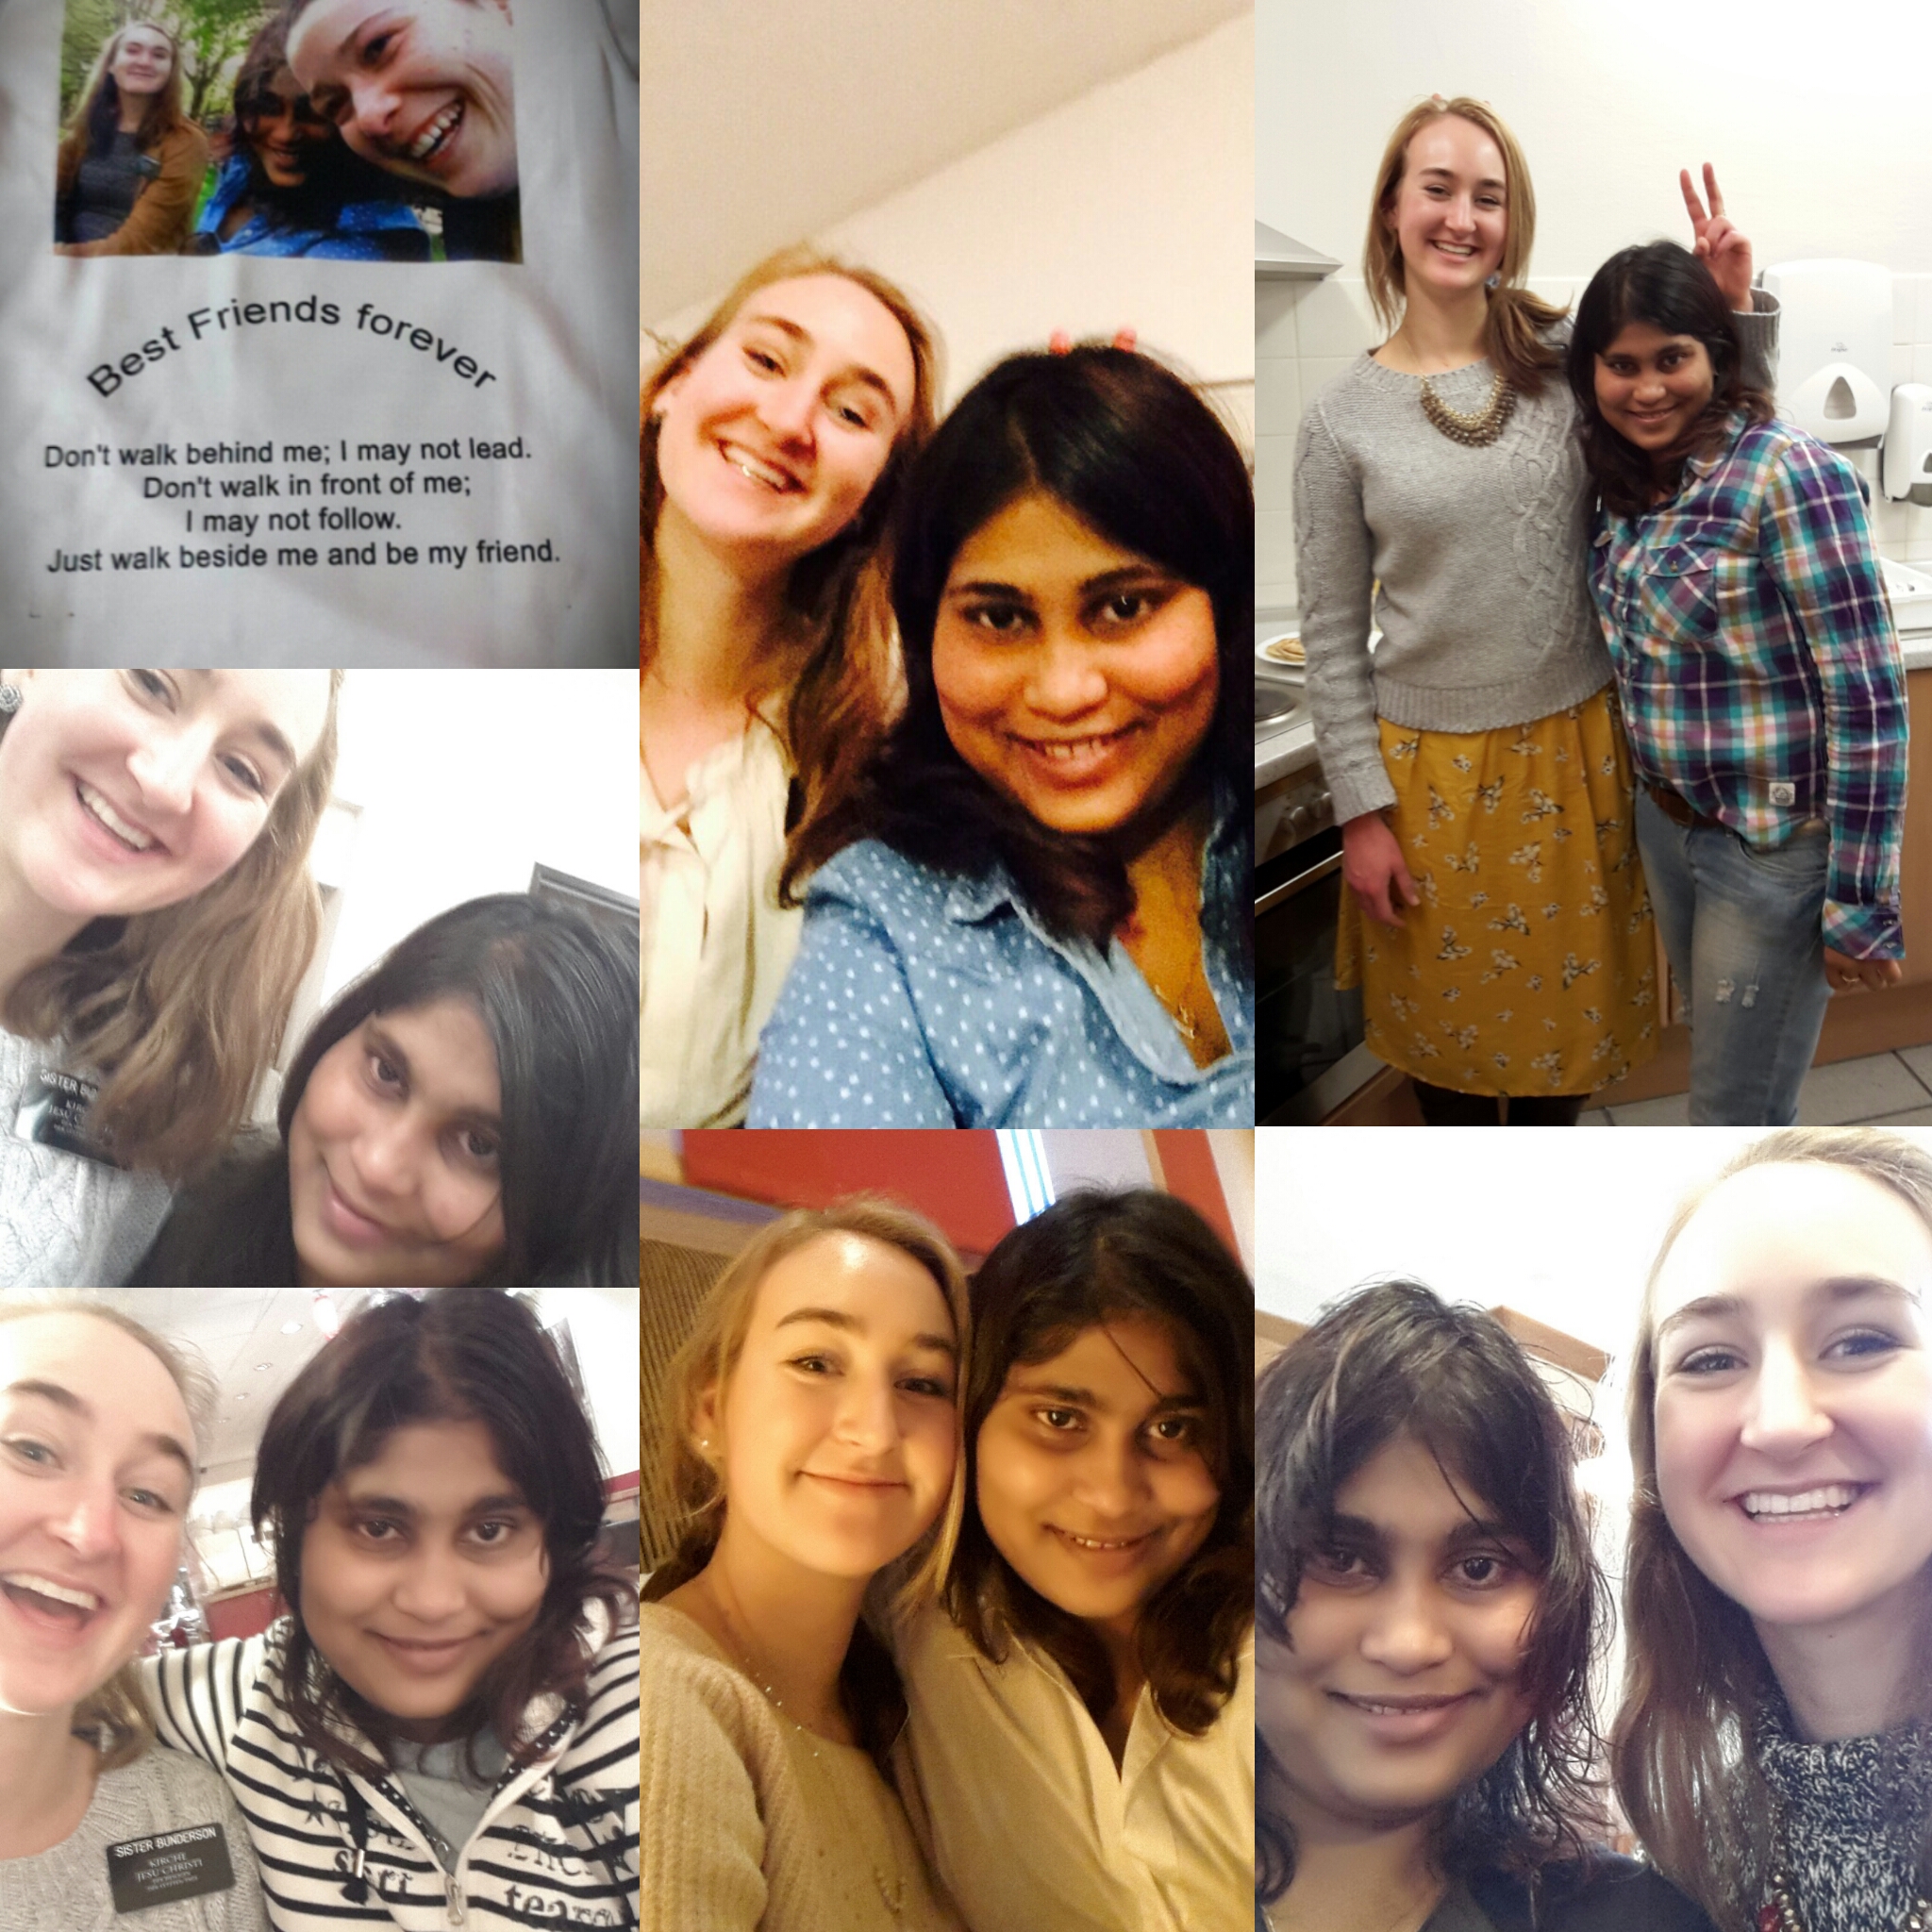 Best Friends forever
Don't walk behind me; I may not lead.
Don't walk in front of me;
I may not follow.
Just walk beside me and be my friend.
SISTER
SISTER BUNDERSON
KIRCHE
JESU CHRISTI